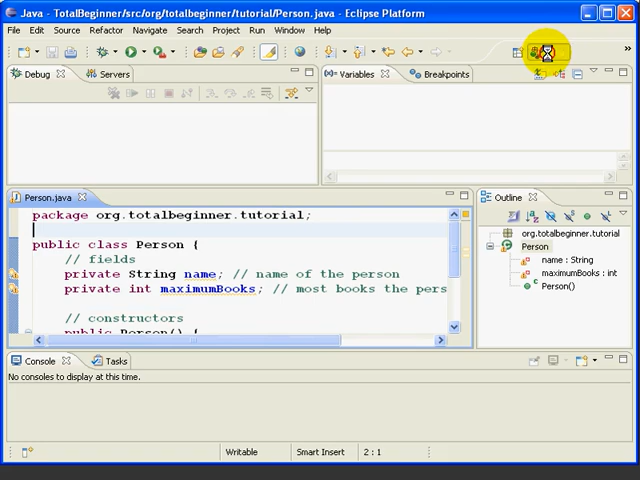 Java - TotalBeginner/src/org/totalbeginner/tutorial/Person.java - Eclipse Platform
File Edit Source Refactor Navigate Search Project Run Window Help
»
Debug Servers
(x)= Variables Breakpoints
Person.java
Outline
package org.totalbeginner.tutorial;
public class Person {
// fields
private String name; // name of the person
private int maximumBooks; // most books the pers
// constructors
public Person() {
org.totalbeginner.tutorial
Person
name : String
maximumBooks : int
Person()
Console Tasks
No consoles to display at this time.
Writable Smart Insert 2 : 1